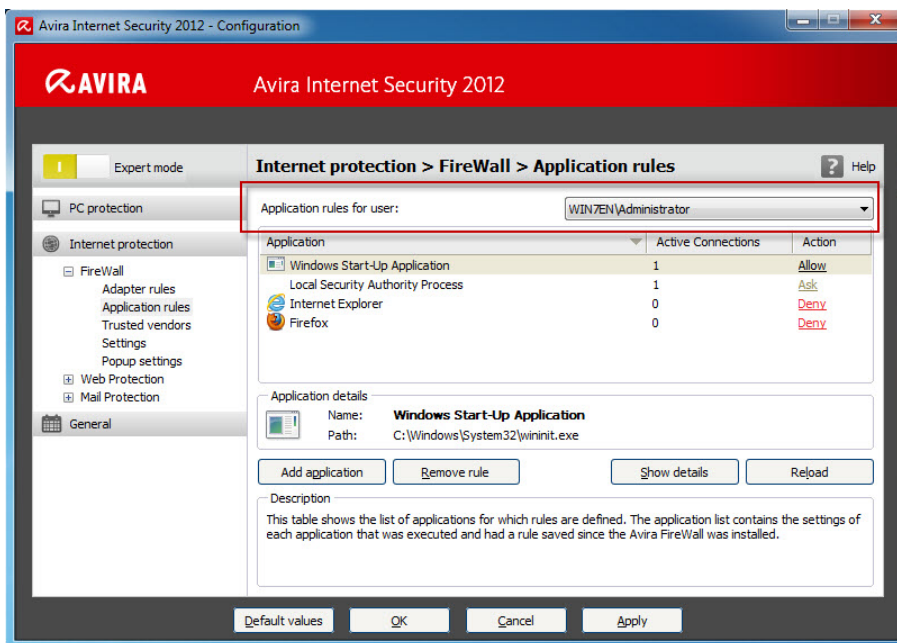 Avira Internet Security 2012 - Configuration
AVIRA
Avira Internet Security 2012
Expert mode
Internet protection > FireWall > Application rules
? Help
PC protection
Application rules for user:
WIN7EN\Administrator
Internet protection
Application Active Connections Action
Windows Start-Up Application 1 Allow
Local Security Authority Process 1 Ask
Internet Explorer 0 Deny
Firefox 0 Deny
FireWall
Adapter rules
Application rules
Trusted vendors
Settings
Popup settings
Web Protection
Mail Protection
General
Application details
Name: Windows Start-Up Application
Path: C:\Windows\System32\wininit.exe
Add application Remove rule Show details Reload
Description
This table shows the list of applications for which rules are defined. The application list contains the settings of
each application that was executed and had a rule saved since the Avira FireWall was installed.
Default values OK Cancel Apply